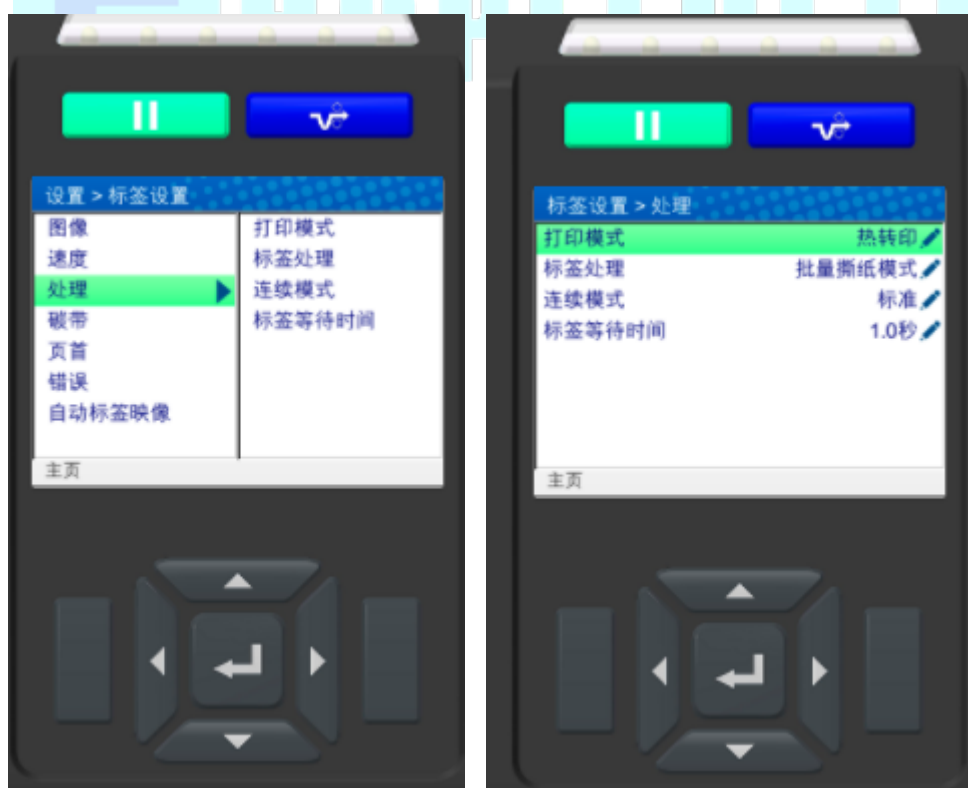 设置 > 标签设置
图像
速度
处理
碳带
页首
错误
自动标签映像
打印模式
标签处理
连续模式
标签等待时间
主页
标签设置 > 处理
打印模式 热转印
标签处理 批量撕纸模式
连续模式 标准
标签等待时间 1.0秒
主页